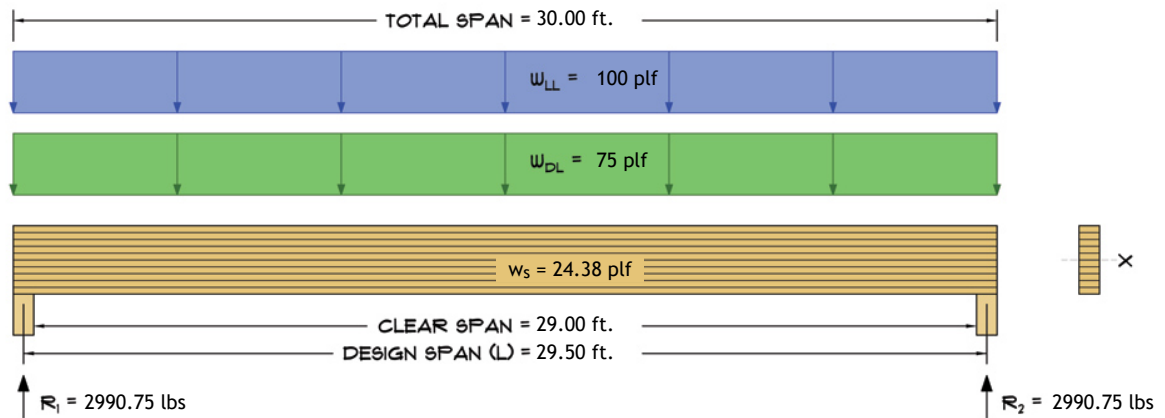 TOTAL SPAN = 30.00 ft.
wLL = 100 plf
wDL = 75 plf
ws = 24.38 plf
X
CLEAR SPAN = 29.00 ft.
DESIGN SPAN (L) = 29.50 ft.
R1 = 2990.75 lbs
R2 = 2990.75 lbs